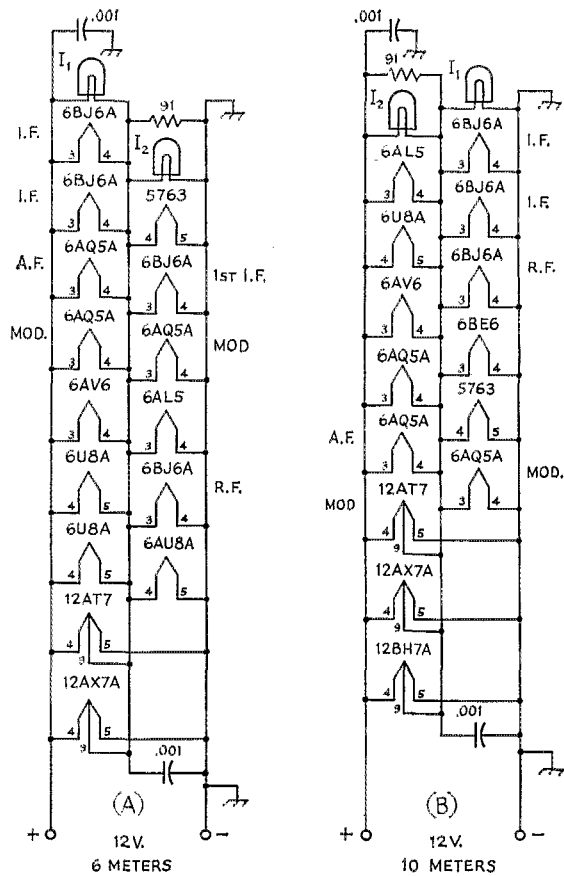 .001
I₁
6BJ6A
I.F.
3 4
91
I₂
6BJ6A
I.F.
3 4
5763
4 5
6AQ5A
A.F.
3 4
6BJ6A
1ST I.F.
3 4
6AQ5A
MOD.
3 4
6AQ5A
MOD
3 4
6AV6
3 4
6AL5
3 4
6U8A
4 5
6BJ6A
R.F.
3 4
6U8A
4 5
6AU8A
4 5
12AT7
4 5
9
12AX7A
4 5
9
.001
(A)
+ 12V. -
6 METERS
.001
91
I₁
I₂
6BJ6A
I.F.
3 4
6AL5
3 4
6BJ6A
I.F.
3 4
6U8A
4 5
6BJ6A
R.F.
3 4
6AV6
3 4
6BE6
3 4
6AQ5A
3 4
5763
4 5
6AQ5A
A.F.
3 4
6AQ5A
MOD.
3 4
MOD
12AT7
4 5
9
12AX7A
4 5
9
12BH7A
4 5
9
.001
(B)
+ 12V. -
10 METERS